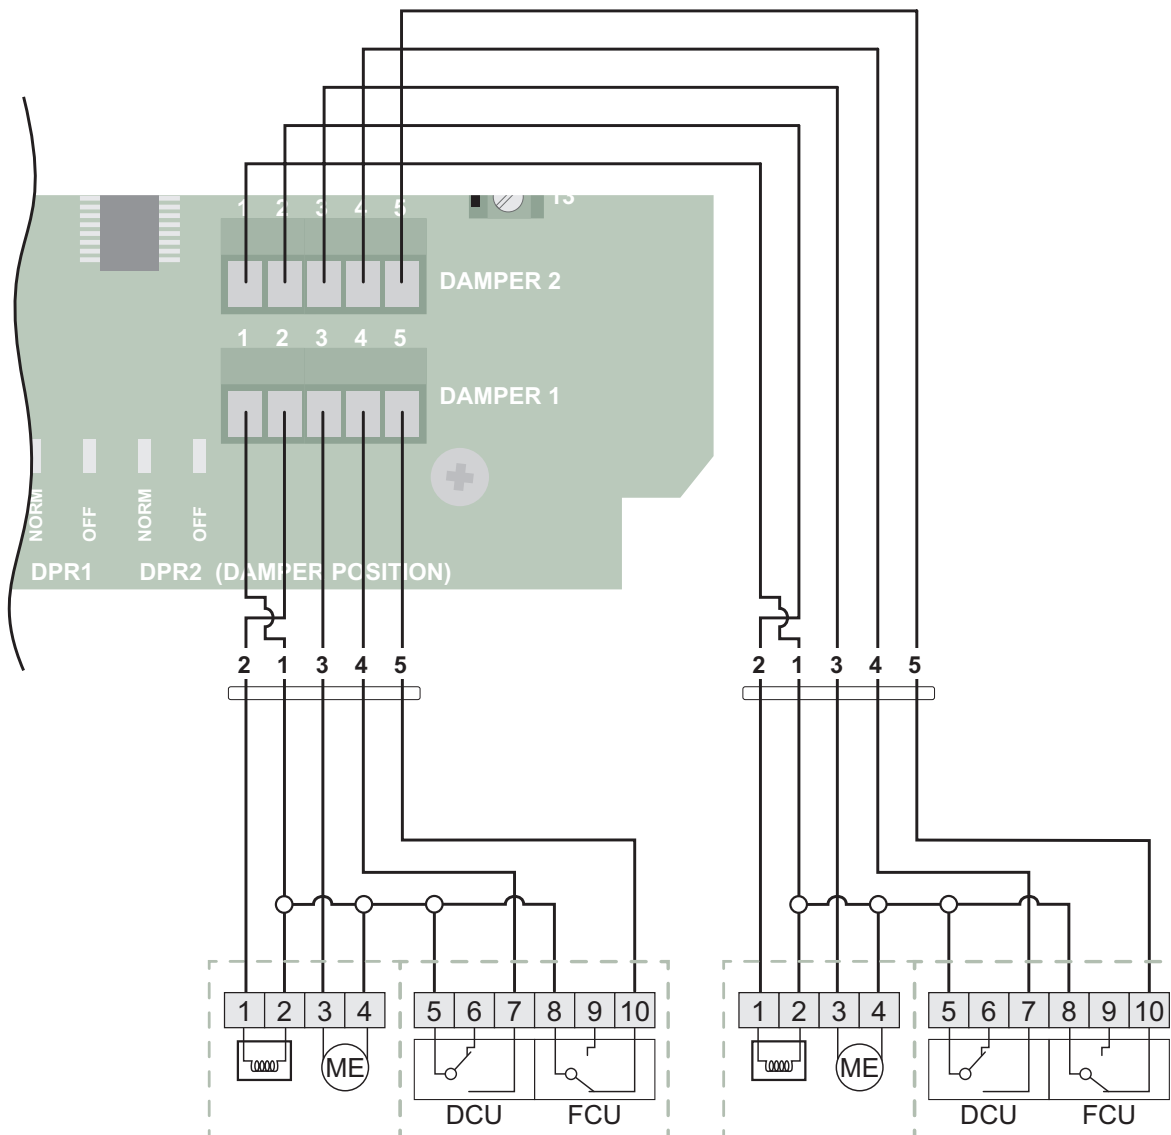 1 2 3 4 5
13
DAMPER 2
1 2 3 4 5
DAMPER 1
NORM OFF NORM OFF
DPR1 DPR2 (DAMPER POSITION)
2 1 3 4 5
2 1 3 4 5
1 2 3 4 5 6 7 8 9 10
1 2 3 4 5 6 7 8 9 10
ME
ME
DCU FCU
DCU FCU